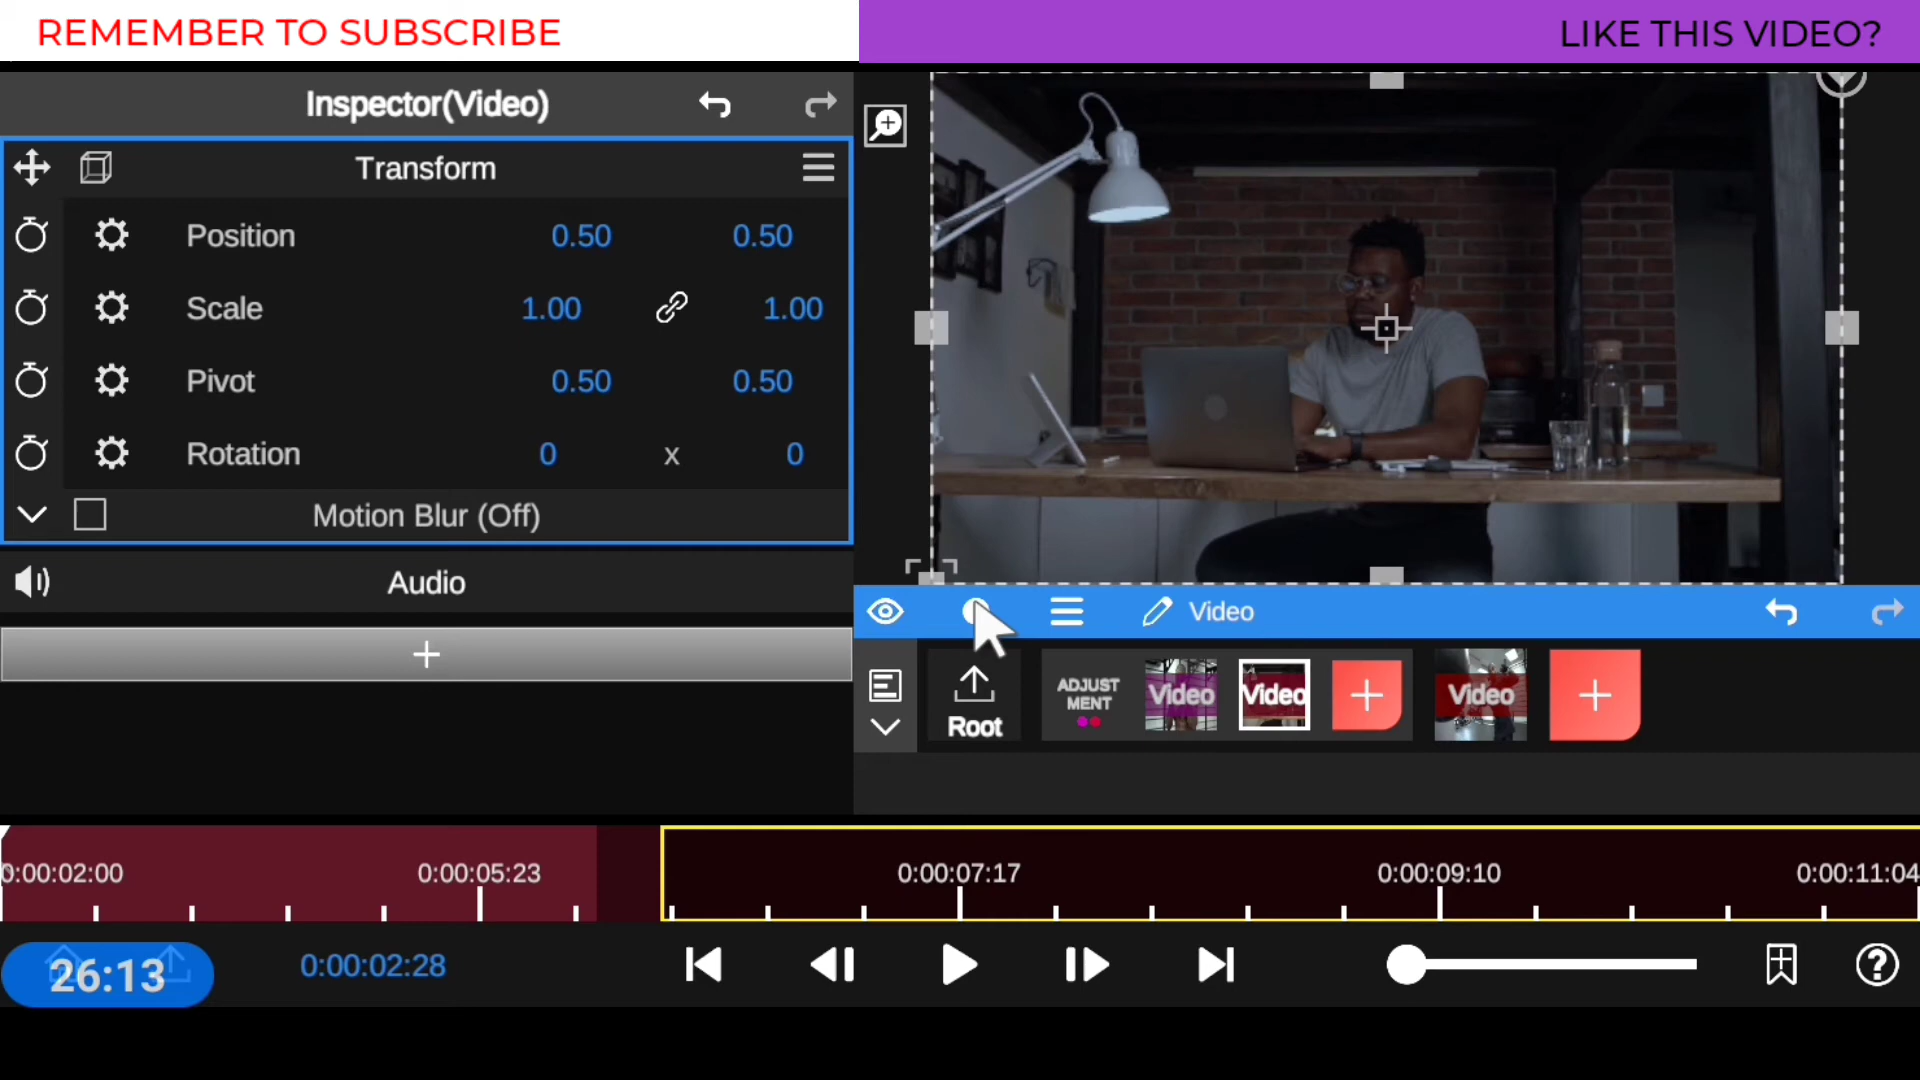 REMEMBER TO SUBSCRIBE
LIKE THIS VIDEO?
Inspector(Video)
Transform
Position 0.50 0.50
Scale 1.00 1.00
Pivot 0.50 0.50
Rotation 0 x 0
Motion Blur (Off)
Audio
Video
Root
ADJUST
MENT
Video
Video
Video
0:00:02:00 0:00:05:23 0:00:07:17 0:00:09:10 0:00:11:04
26:13
0:00:02:28